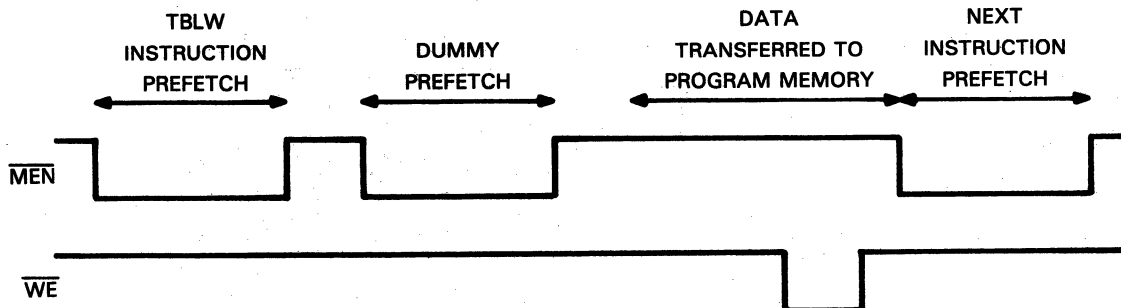 TBLW
INSTRUCTION
PREFETCH
DUMMY
PREFETCH
DATA
TRANSFERRED TO
PROGRAM MEMORY
NEXT
INSTRUCTION
PREFETCH
MEN
WE